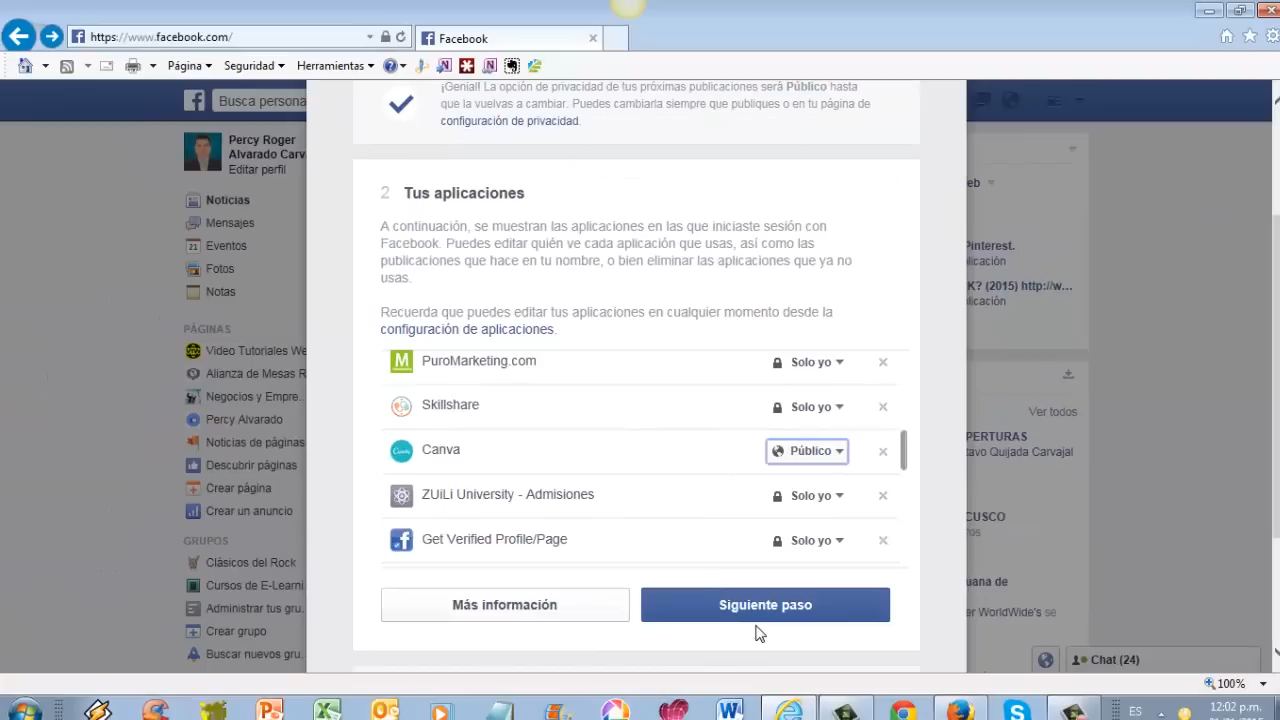 https://www.facebook.com/
Facebook
Página
Seguridad
Herramientas
Busca persona
Percy Roger
Alvarado Carv
Editar perfil
Noticias
Mensajes
Eventos
21
Fotos
Notas
PÁGINAS
Video Tutoriales We
Alianza de Mesas R
Negocios y Empre...
Percy Alvarado
Noticias de páginas
Descubrir páginas
Crear página
Crear un anuncio
GRUPOS
Clásicos del Rock
Cursos de E-Learni
Administrar tus gru.
Crear grupo
Buscar nuevos gru.
¡Genial! La opción de privacidad de tus próximas publicaciones será Público hasta
que la vuelvas a cambiar. Puedes cambiarla siempre que publiques o en tu página de
configuración de privacidad.
2 Tus aplicaciones
A continuación, se muestran las aplicaciones en las que iniciaste sesión con
Facebook. Puedes editar quién ve cada aplicación que usas, así como las
publicaciones que hace en tu nombre, o bien eliminar las aplicaciones que ya no
usas.
Recuerda que puedes editar tus aplicaciones en cualquier momento desde la
configuración de aplicaciones.
PuroMarketing.com Solo yo
Skillshare Solo yo
Canva Público
ZUiLi University - Admisiones Solo yo
Get Verified Profile/Page Solo yo
Más información
Siguiente paso
eb
Pinterest.
licación
K? (2015) http://w...
licación
Ver todos
PERTURAS
tavo Quijada Carvajal
CUSCO
ros
uana de
er WorldWide's se
Chat (24)
100%
ES
12:02 p.m.